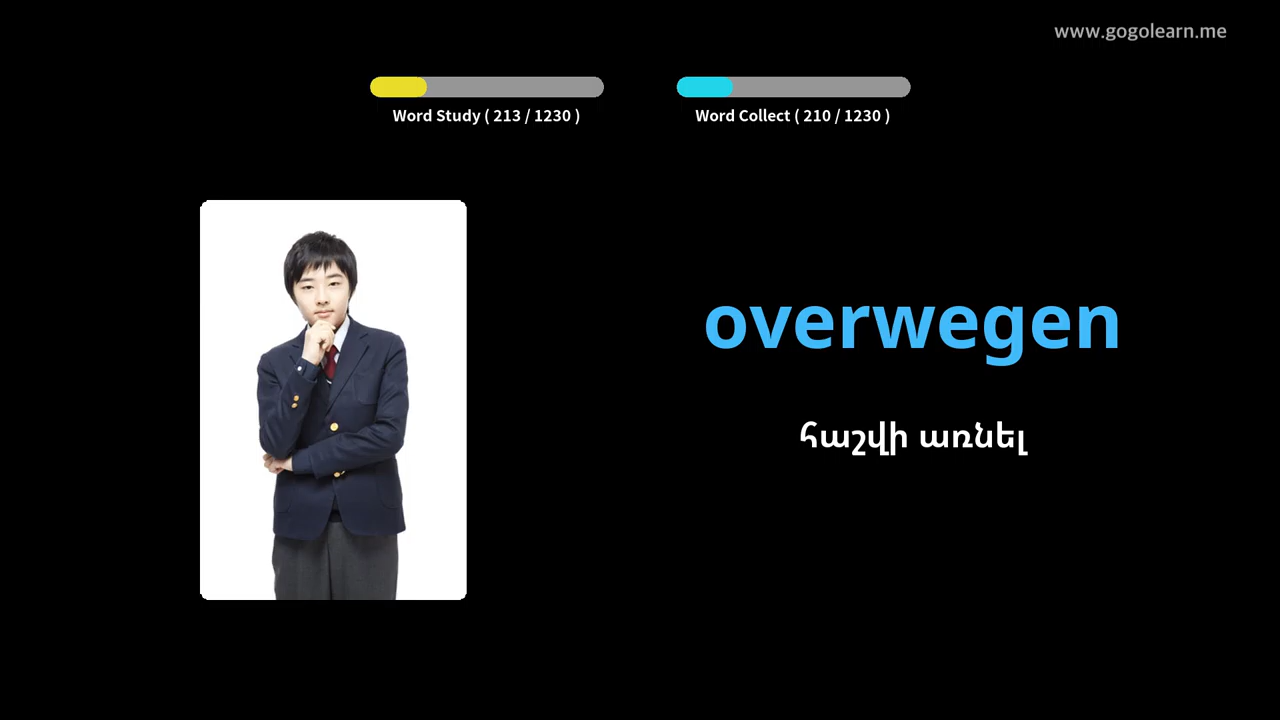 www.gogolearn.me
Word Study ( 213 / 1230 )
Word Collect ( 210 / 1230 )
overwegen
հաշվի առնել